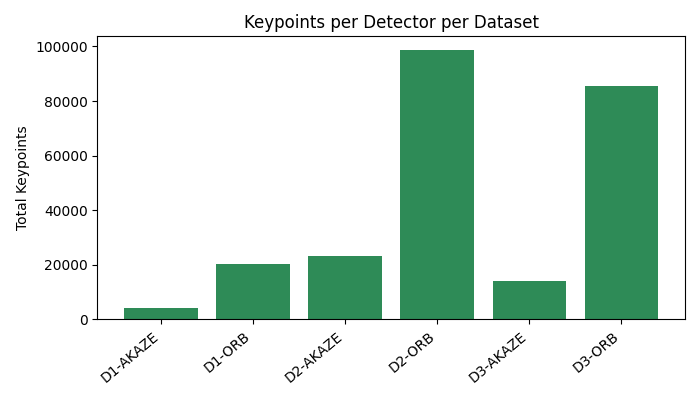 Keypoints per Detector per Dataset
Total Keypoints
100000
80000
60000
40000
20000
0
D1-AKAZE
D1-ORB
D2-AKAZE
D2-ORB
D3-AKAZE
D3-ORB